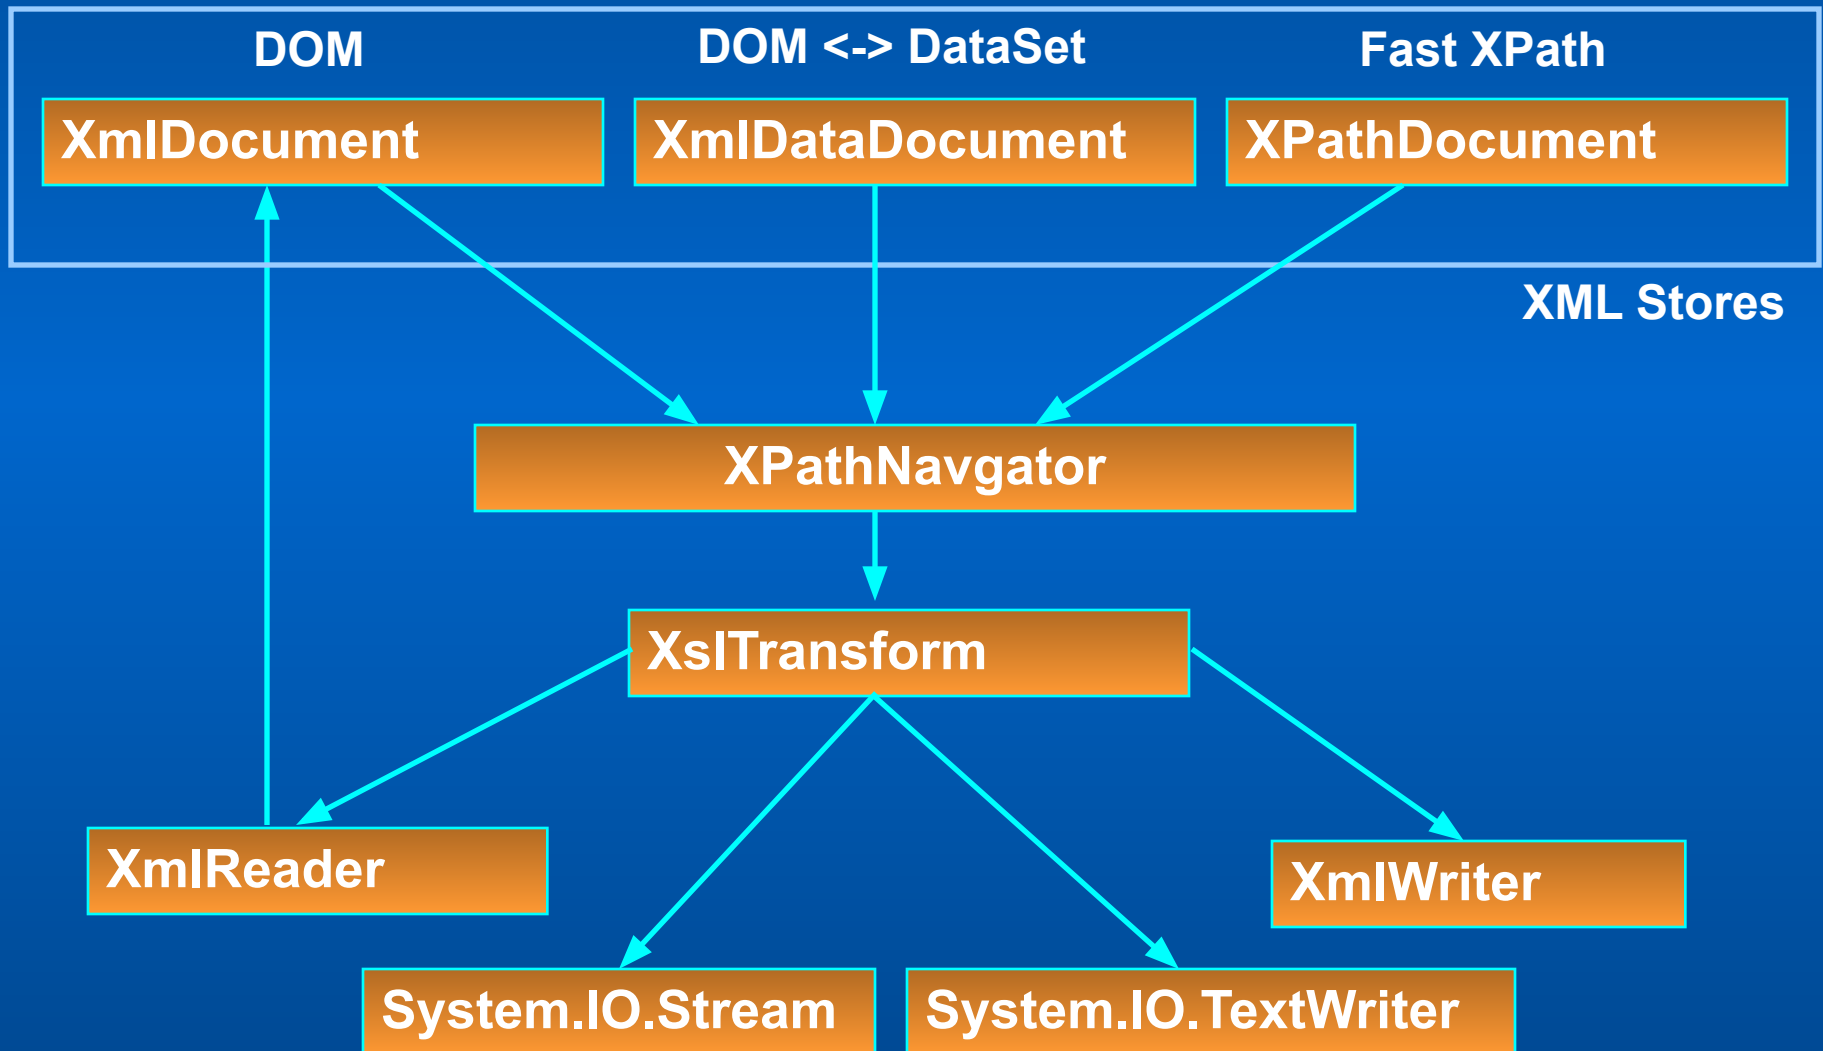 DOM
DOM <-> DataSet
Fast XPath
XmlDocument
XmlDataDocument
XPathDocument
XML Stores
XPathNavgator
XslTransform
XmlReader
XmlWriter
System.IO.Stream
System.IO.TextWriter